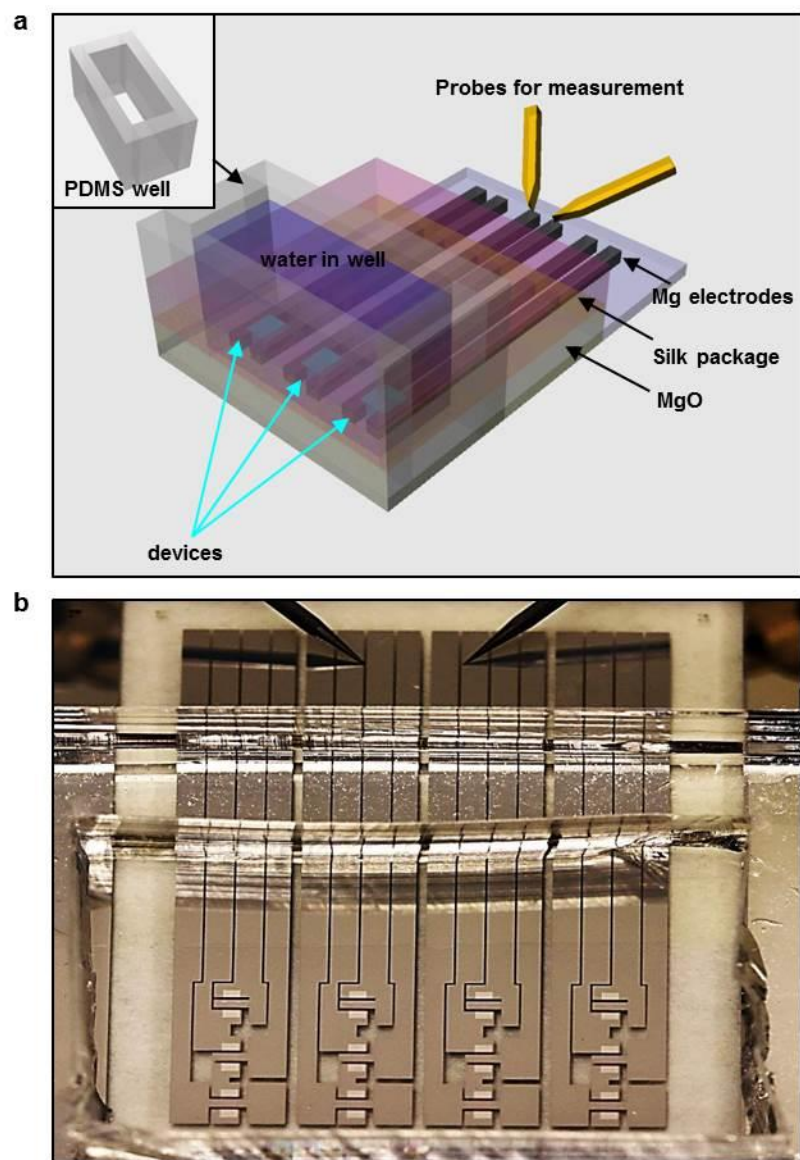 a
PDMS well
Probes for measurement
water in well
Mg electrodes
Silk package
MgO
devices
b